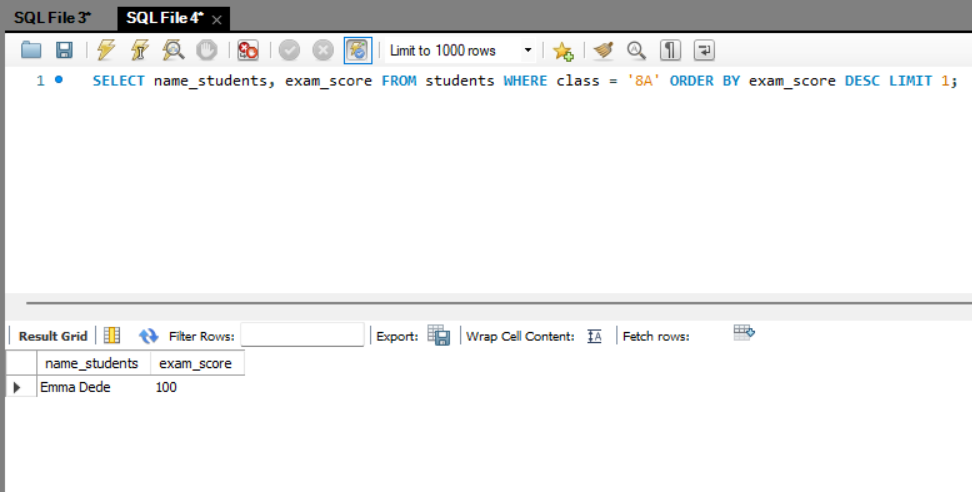 SQL File 3* SQL File 4*
Limit to 1000 rows
1 SELECT name_students, exam_score FROM students WHERE class = '8A' ORDER BY exam_score DESC LIMIT 1;
Result Grid Filter Rows: Export: Wrap Cell Content: Fetch rows:
name_students exam_score
Emma Dede 100